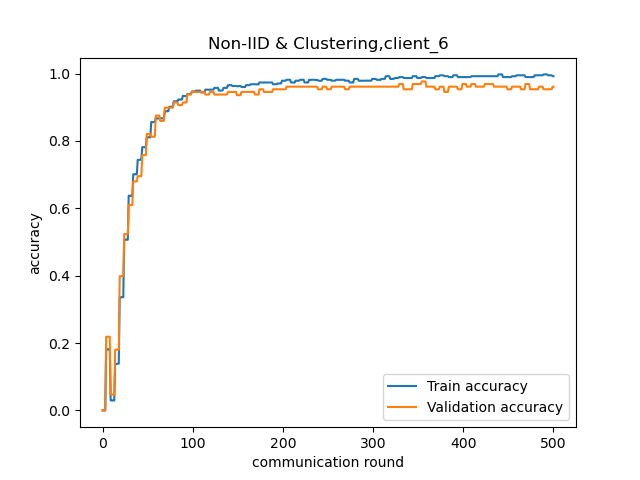 Non-IID & Clustering,client_6
1.0
0.8
0.6
0.4
0.2
0.0
accuracy
0 100 200 300 400 500
communication round
Train accuracy
Validation accuracy